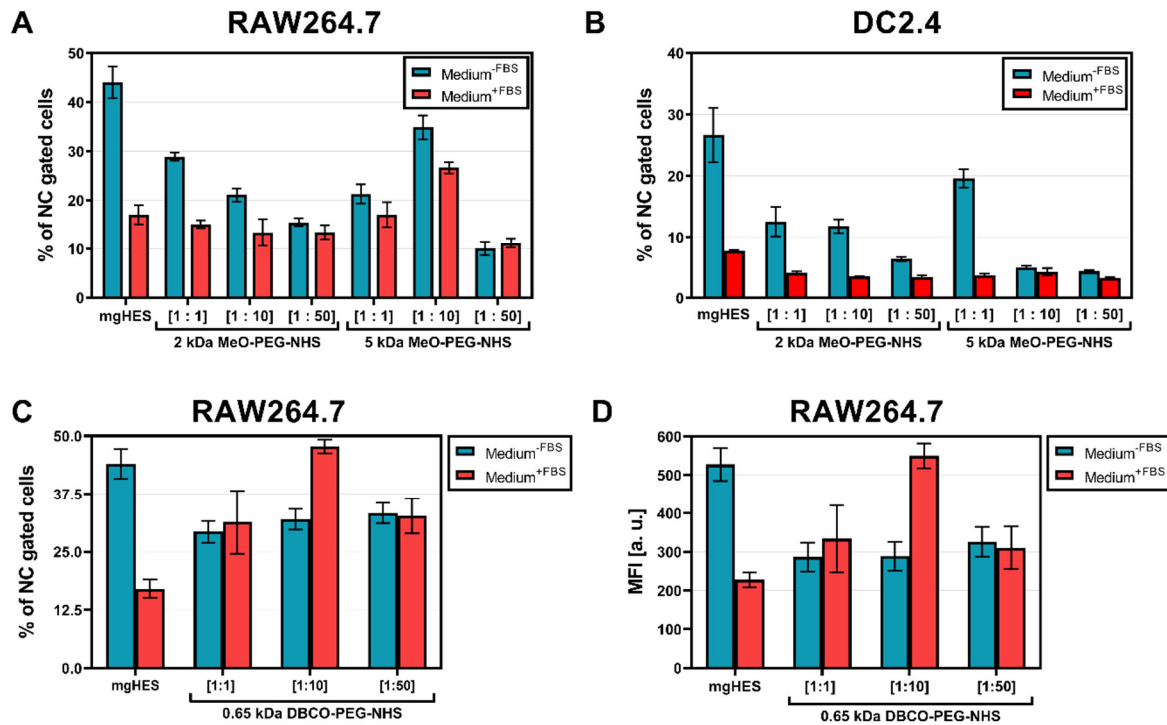 A
RAW264.7
% of NC gated cells
50
40
30
20
10
0
Medium-FBS
Medium+FBS
mgHES
[1 : 1]
[1 : 10]
[1 : 50]
[1 : 1]
[1 : 10]
[1 : 50]
2 kDa MeO-PEG-NHS
5 kDa MeO-PEG-NHS
B
DC2.4
% of NC gated cells
40
30
20
10
0
Medium-FBS
Medium+FBS
mgHES
[1 : 1]
[1 : 10]
[1 : 50]
[1 : 1]
[1 : 10]
[1 : 50]
2 kDa MeO-PEG-NHS
5 kDa MeO-PEG-NHS
C
RAW264.7
% of NC gated cells
50.0
37.5
25.0
12.5
0.0
Medium-FBS
Medium+FBS
mgHES
[1:1]
[1:10]
[1:50]
0.65 kDa DBCO-PEG-NHS
D
RAW264.7
MFI [a. u.]
600
500
400
300
200
100
0
Medium-FBS
Medium+FBS
mgHES
[1:1]
[1:10]
[1:50]
0.65 kDa DBCO-PEG-NHS